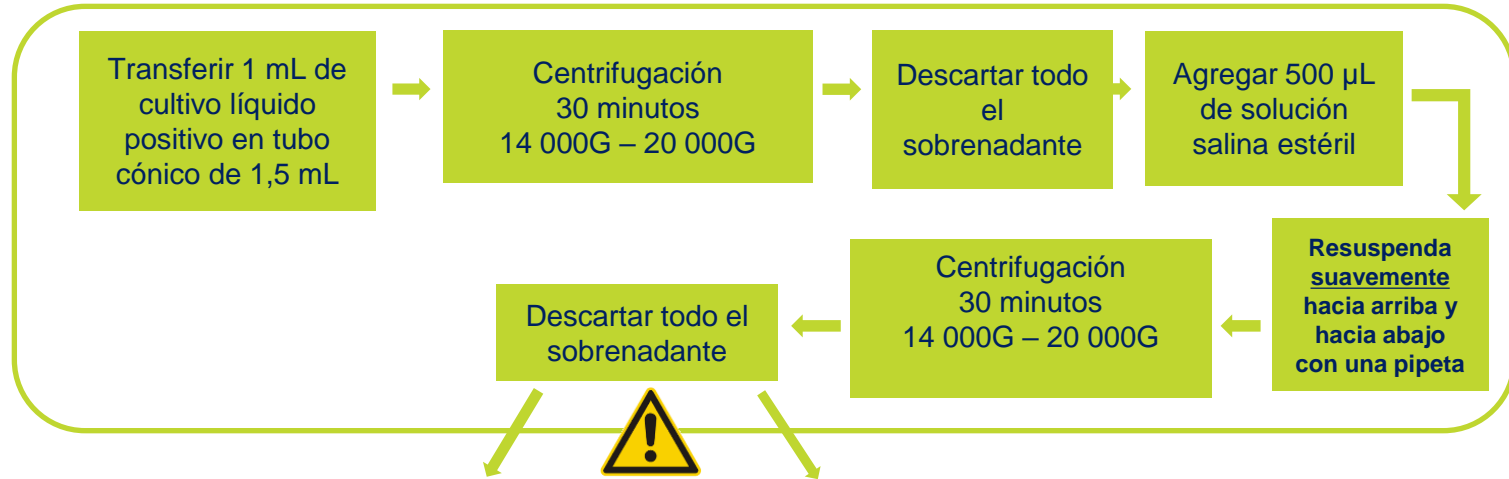 Transferir 1 mL de
cultivo líquido
positivo en tubo
cónico de 1,5 mL
Centrifugación
30 minutos
14 000G – 20 000G
Descartar todo
el
sobrenadante
Agregar 500 µL
de solución
salina estéril
Resuspenda
suavemente
hacia arriba y
hacia abajo
con una pipeta
Centrifugación
30 minutos
14 000G – 20 000G
Descartar todo el
sobrenadante
!